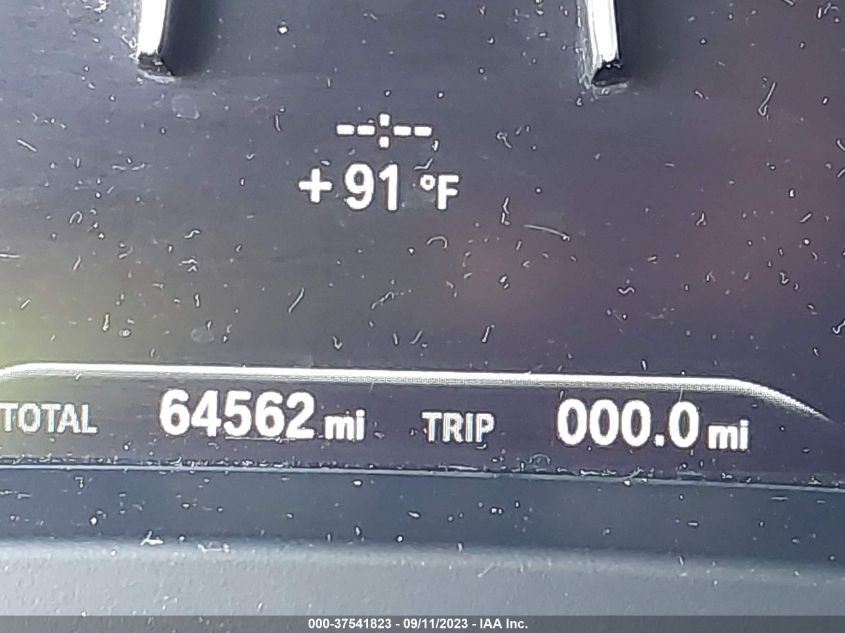 --:--
+91 °F
TOTAL 64562 mi TRIP 000.0 mi
000-37541823 - 09/11/2023 - IAA Inc.